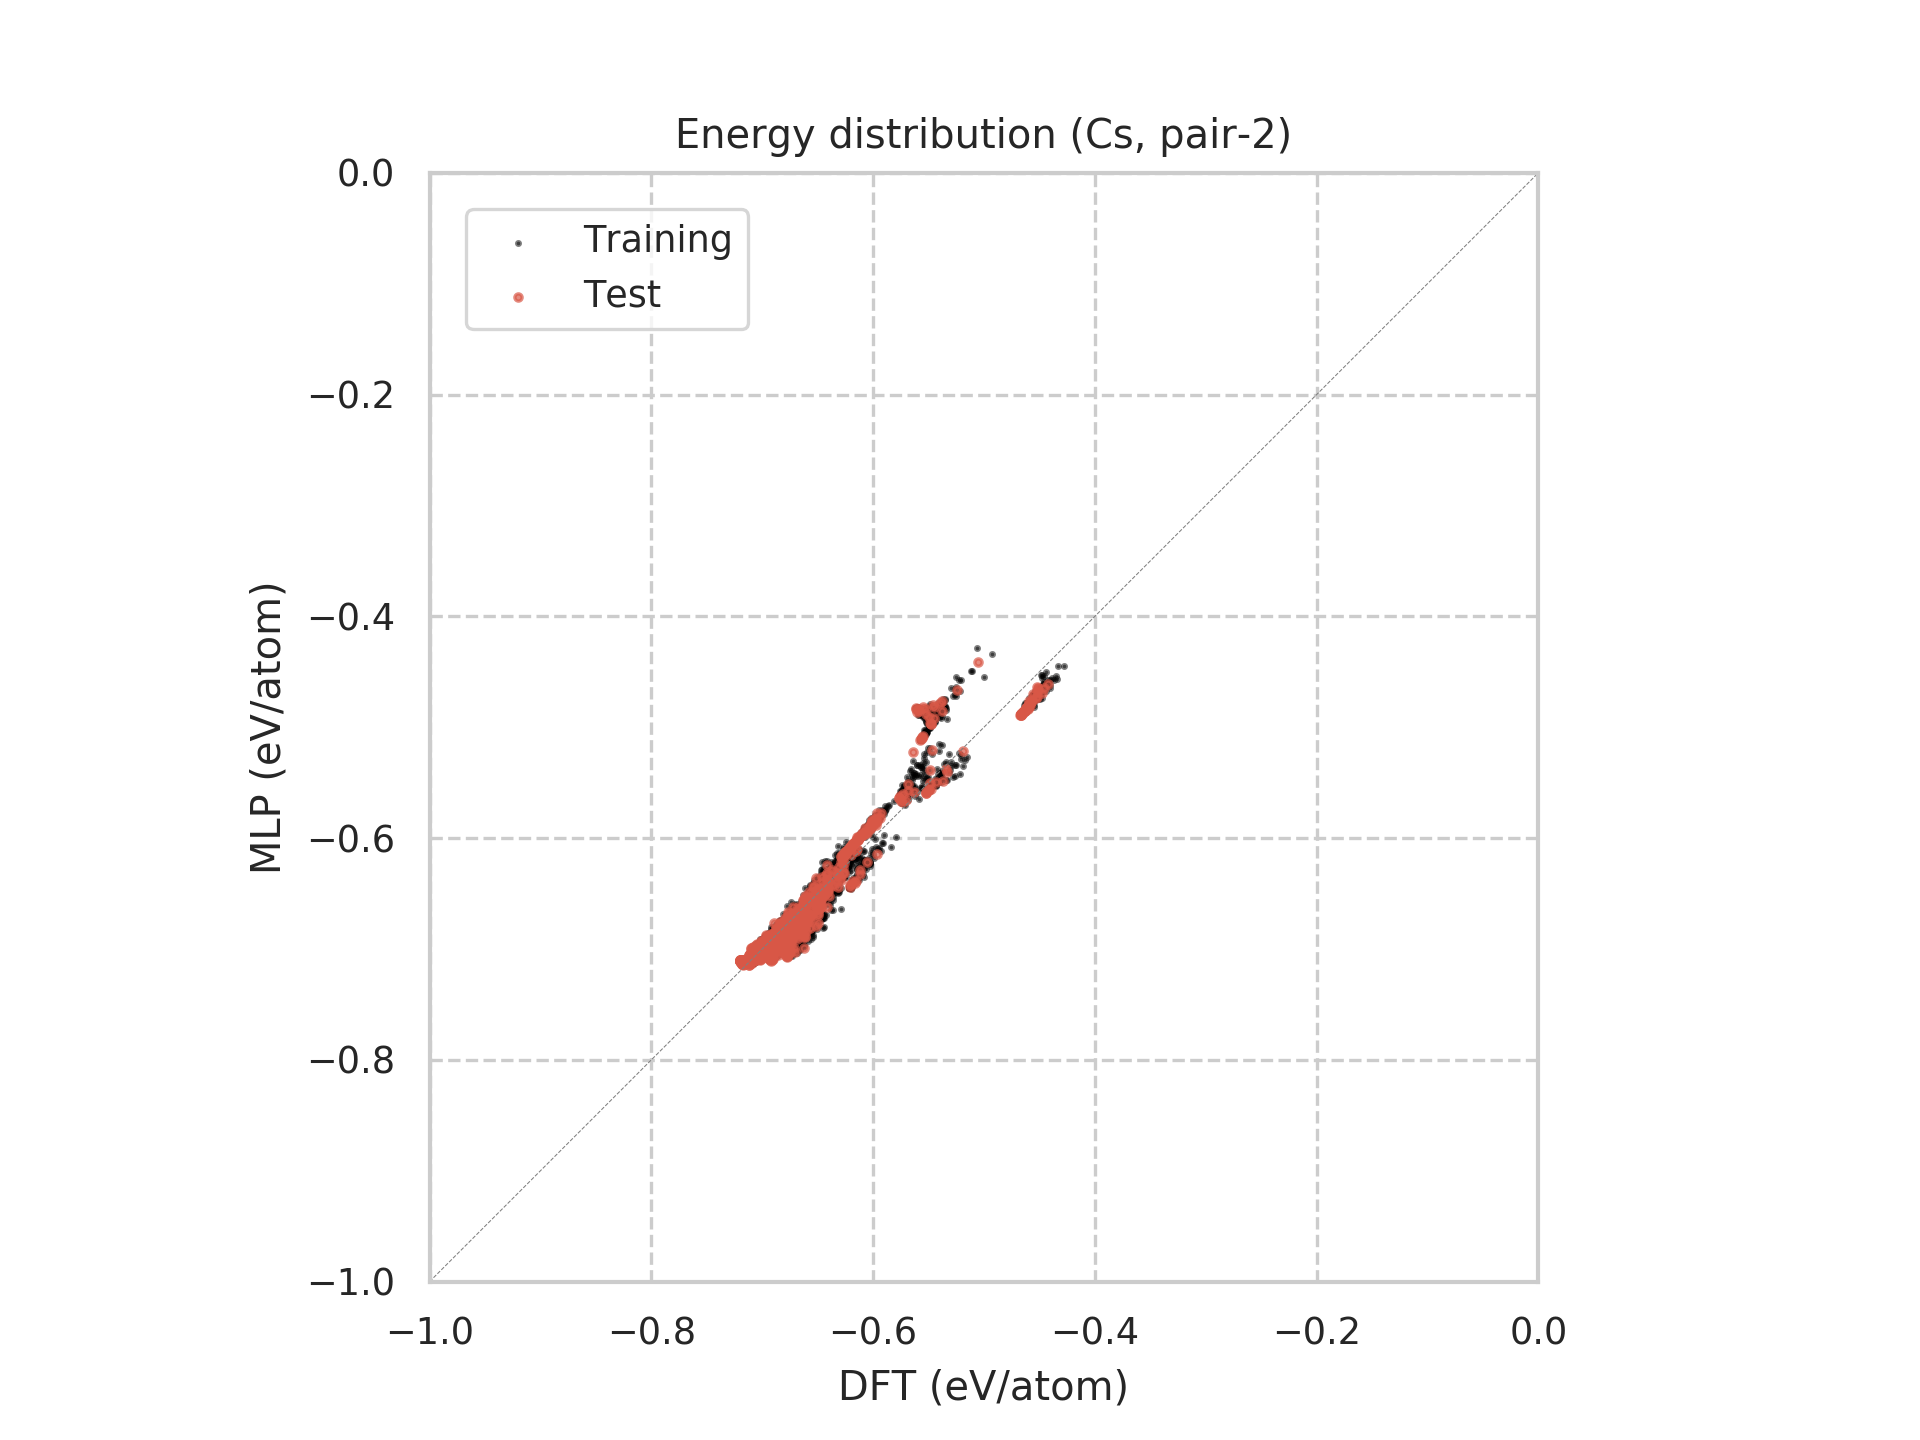 Energy distribution (Cs, pair-2)
Training
Test
MLP (eV/atom)
0.0
−0.2
−0.4
−0.6
−0.8
−1.0
−1.0 −0.8 −0.6 −0.4 −0.2 0.0
DFT (eV/atom)